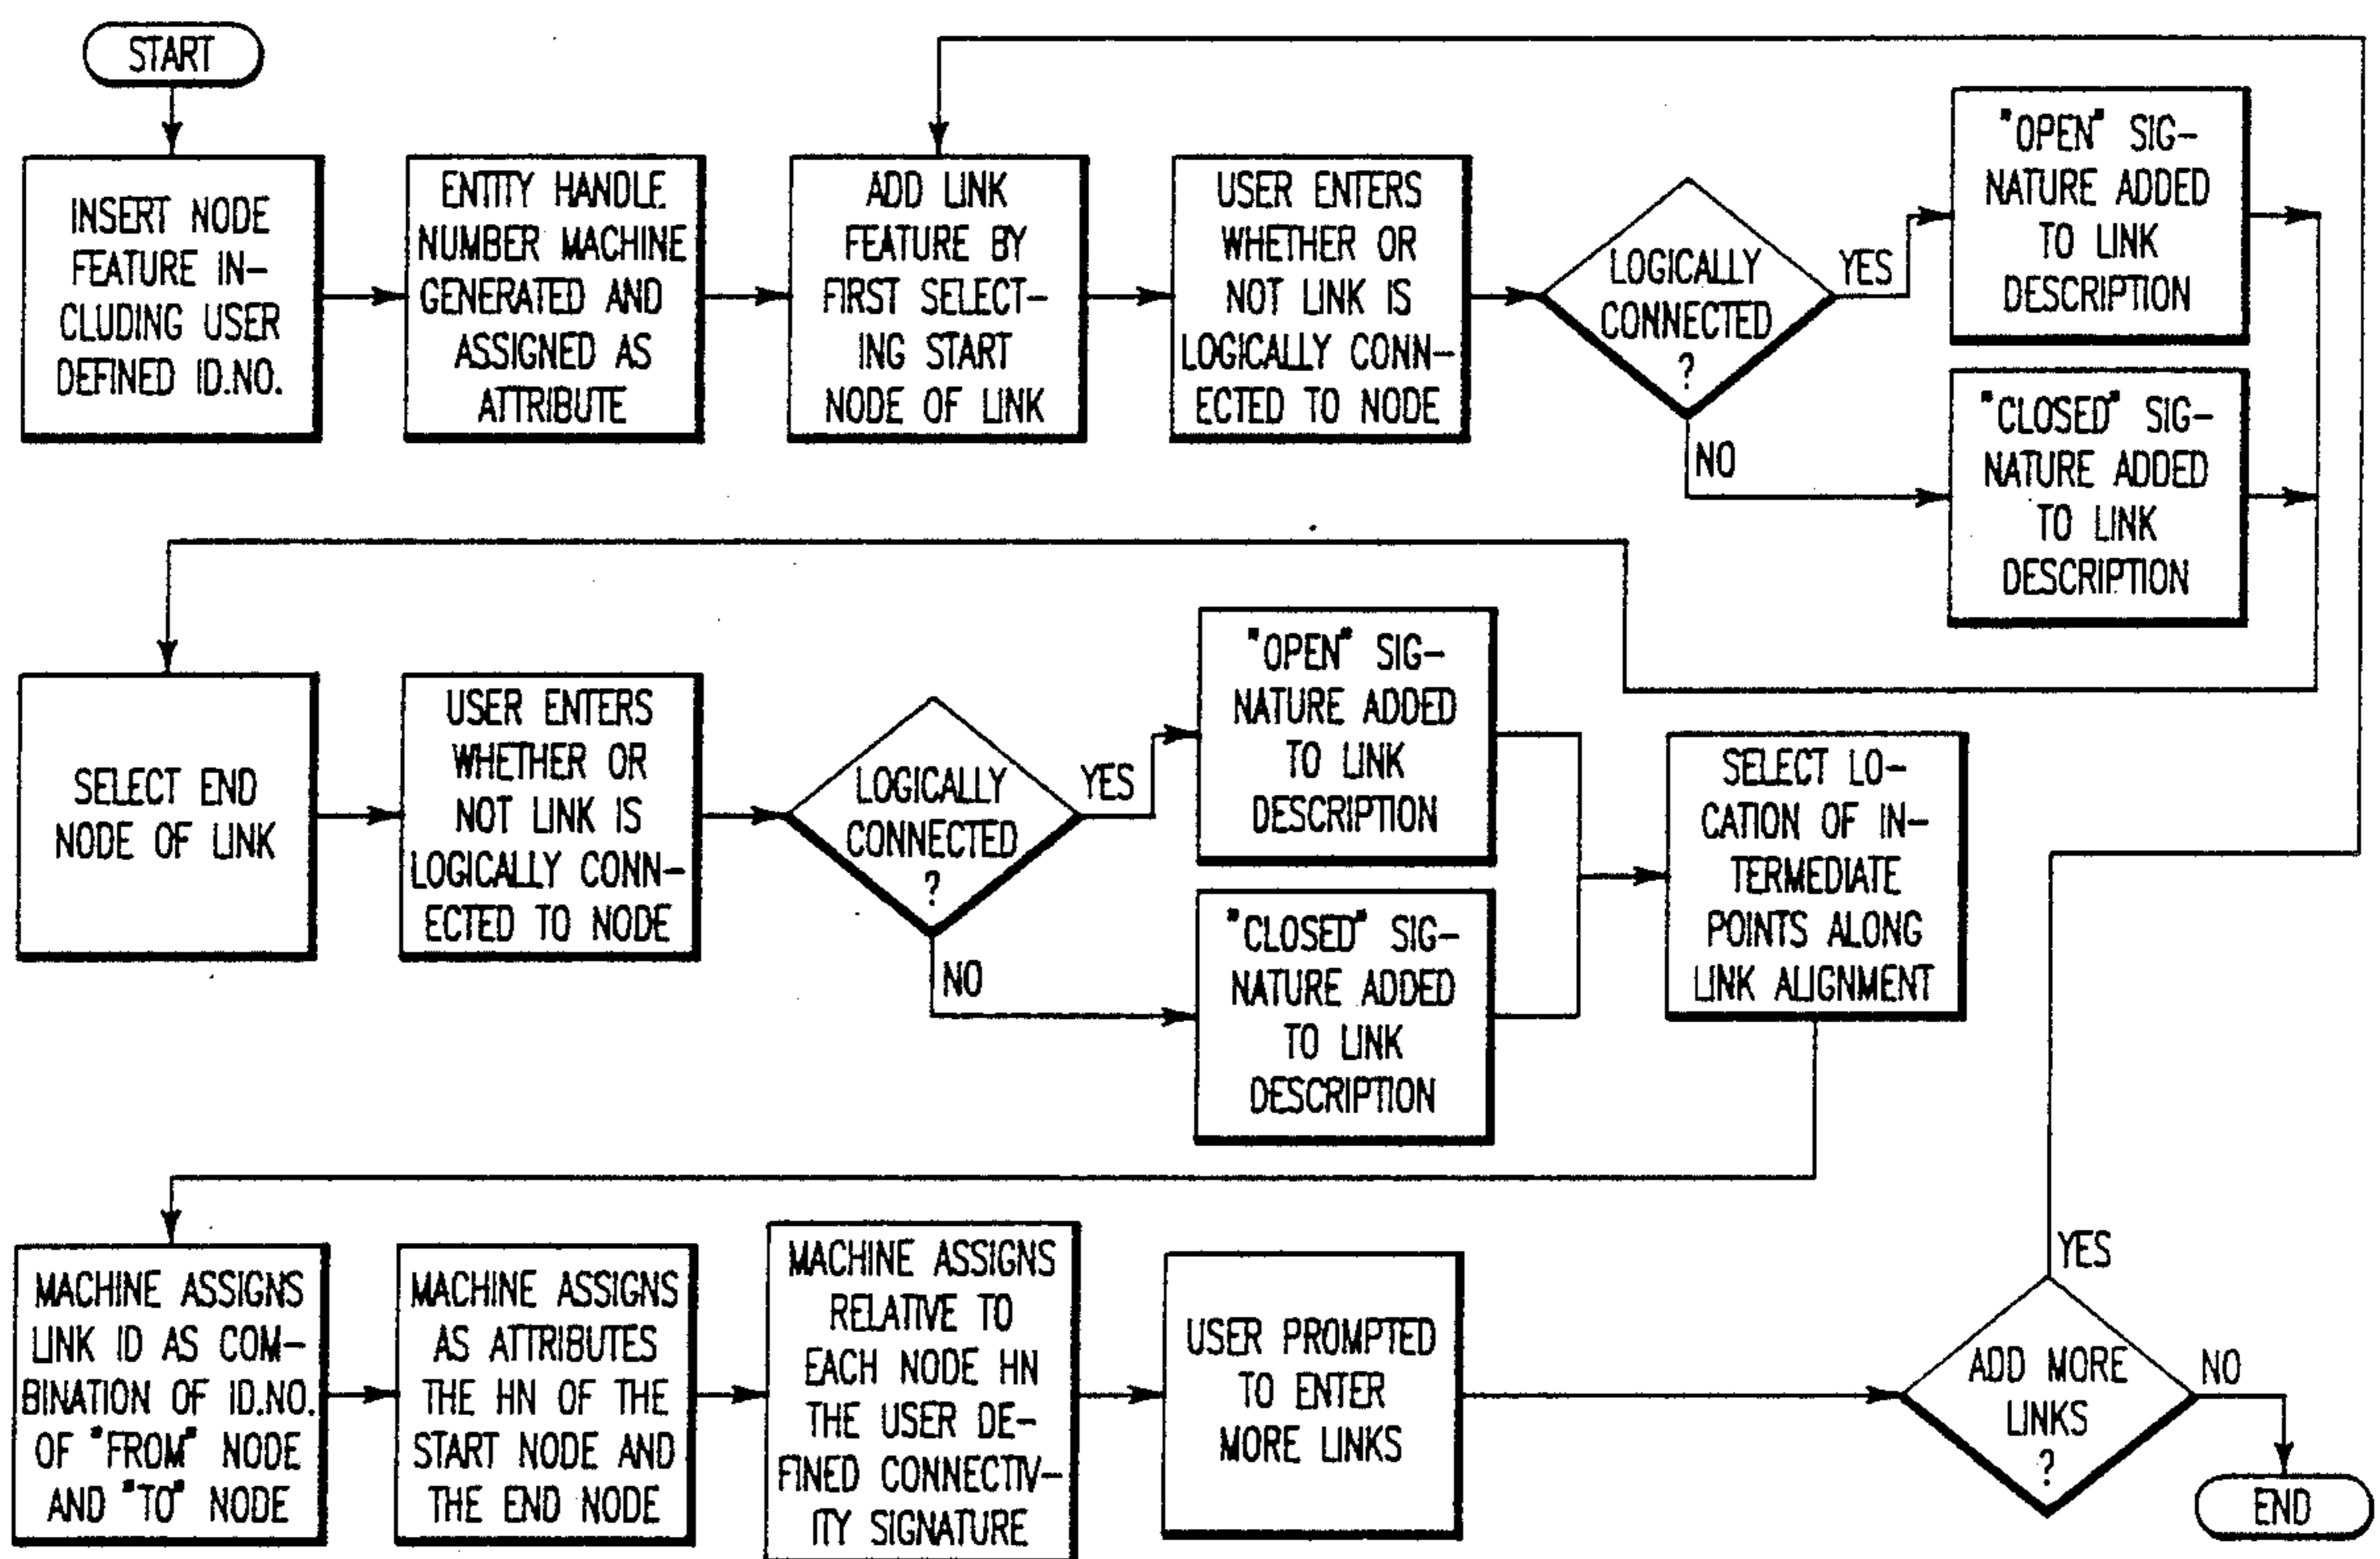 START
INSERT NODE
FEATURE IN-
CLUDING USER
DEFINED ID.NO.
ENTITY HANDLE
NUMBER MACHINE
GENERATED AND
ASSIGNED AS
ATTRIBUTE
ADD LINK
FEATURE BY
FIRST SELECT-
ING START
NODE OF LINK
USER ENTERS
WHETHER OR
NOT LINK IS
LOGICALLY CONN-
ECTED TO NODE
LOGICALLY
CONNECTED
?
YES
NO
"OPEN" SIG-
NATURE ADDED
TO LINK
DESCRIPTION
"CLOSED" SIG-
NATURE ADDED
TO LINK
DESCRIPTION
SELECT END
NODE OF LINK
USER ENTERS
WHETHER OR
NOT LINK IS
LOGICALLY CONN-
ECTED TO NODE
LOGICALLY
CONNECTED
?
YES
NO
"OPEN" SIG-
NATURE ADDED
TO LINK
DESCRIPTION
"CLOSED" SIG-
NATURE ADDED
TO LINK
DESCRIPTION
SELECT LO-
CATION OF IN-
TERMEDIATE
POINTS ALONG
LINK ALIGNMENT
MACHINE ASSIGNS
LINK ID AS COM-
BINATION OF ID.NO.
OF "FROM" NODE
AND "TO" NODE
MACHINE ASSIGNS
AS ATTRIBUTES
THE HN OF THE
START NODE AND
THE END NODE
MACHINE ASSIGNS
RELATIVE TO
EACH NODE HN
THE USER DE-
FINED CONNECTIV-
ITY SIGNATURE
USER PROMPTED
TO ENTER
MORE LINKS
ADD MORE
LINKS
?
YES
NO
END